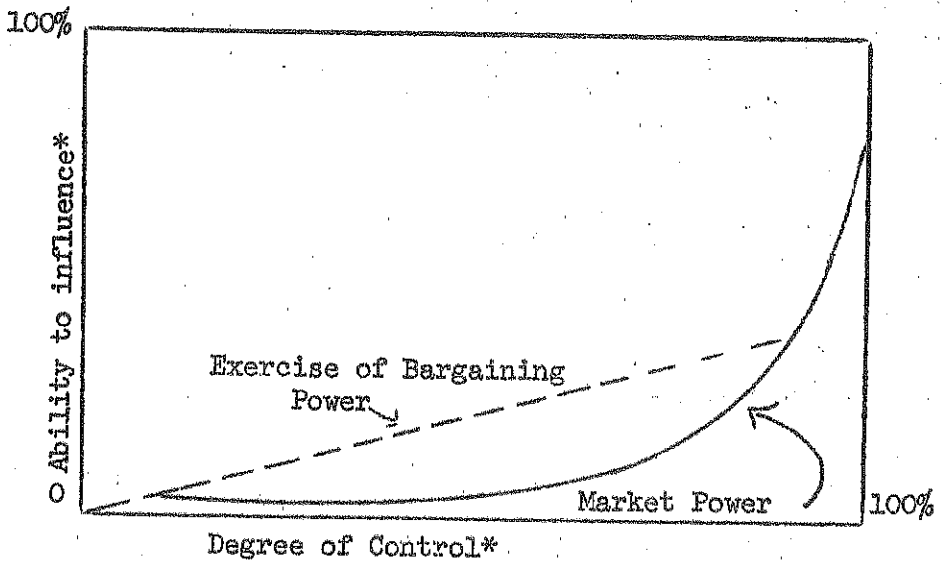 100%
Ability to influence*
Exercise of Bargaining
Power
0
Market Power
100%
Degree of Control*